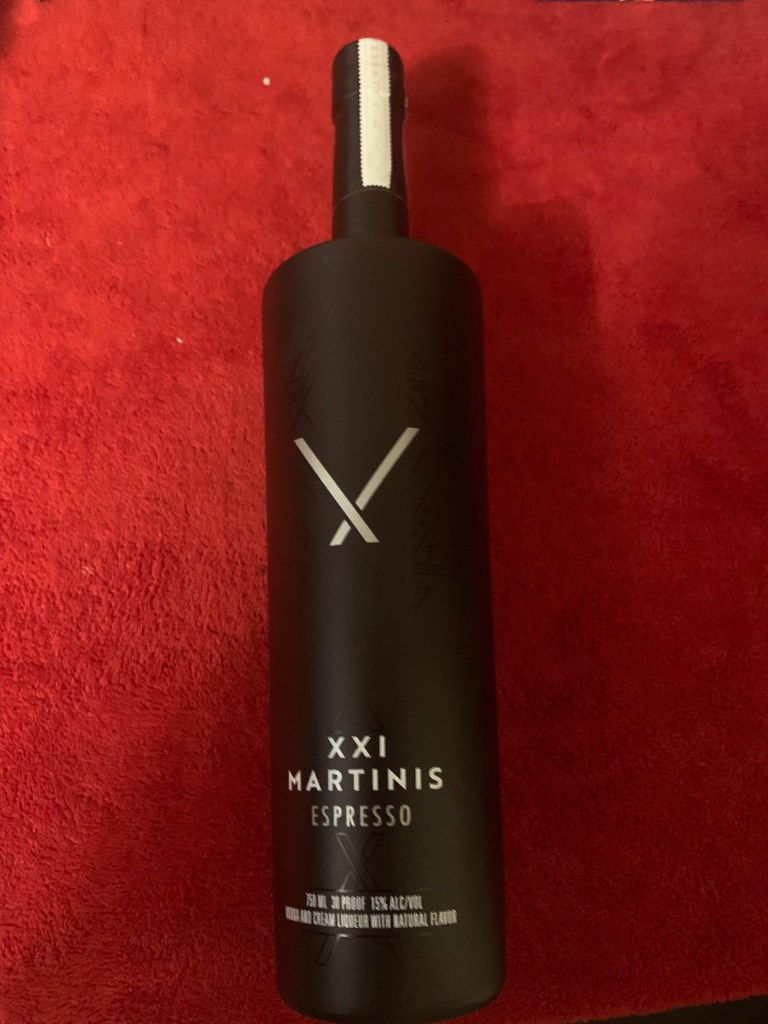 XXI
MARTINIS
ESPRESSO
750 ML 30 PROOF 15% ALC/VOL
VODKA AND CREAM LIQUEUR WITH NATURAL FLAVOR